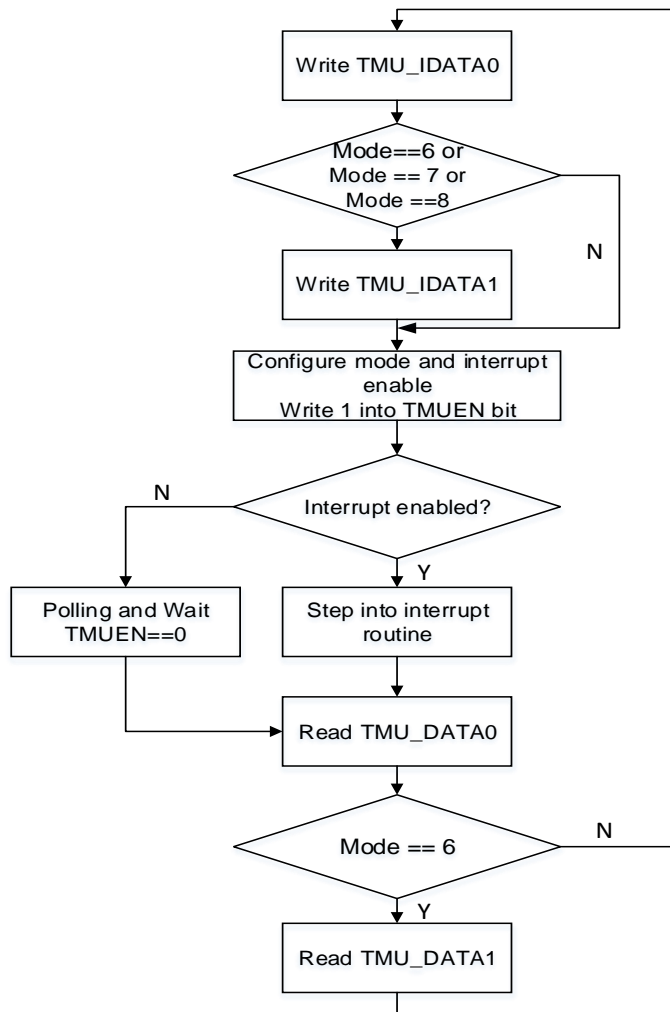 Write TMU_IDATA0
Mode==6 or
Mode == 7 or
Mode ==8
N
Write TMU_IDATA1
Configure mode and interrupt
enable
Write 1 into TMUEN bit
N
Interrupt enabled?
Y
Polling and Wait
TMUEN==0
Step into interrupt
routine
Read TMU_DATA0
N
Mode == 6
Y
Read TMU_DATA1